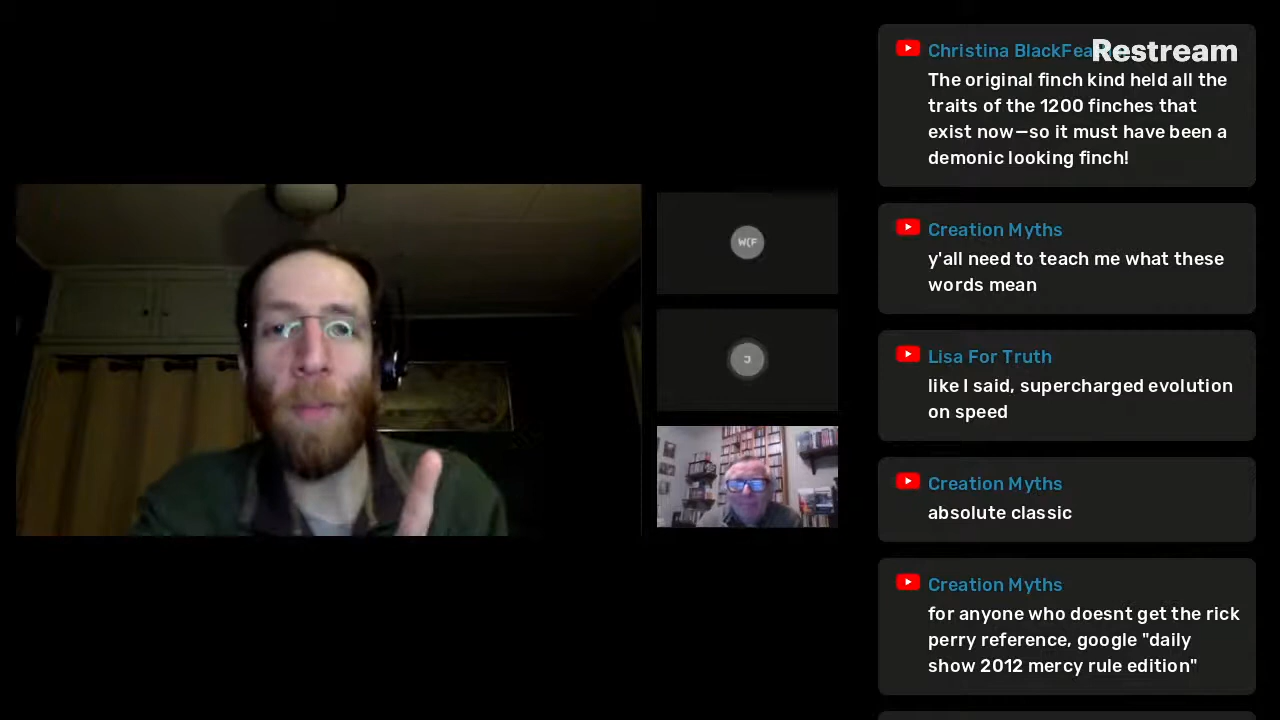 Christina BlackFea
Restream
The original finch kind held all the
traits of the 1200 finches that
exist now—so it must have been a
demonic looking finch!
W(F
Creation Myths
y'all need to teach me what these
words mean
J
Lisa For Truth
like I said, supercharged evolution
on speed
Creation Myths
absolute classic
Creation Myths
for anyone who doesnt get the rick
perry reference, google "daily
show 2012 mercy rule edition"